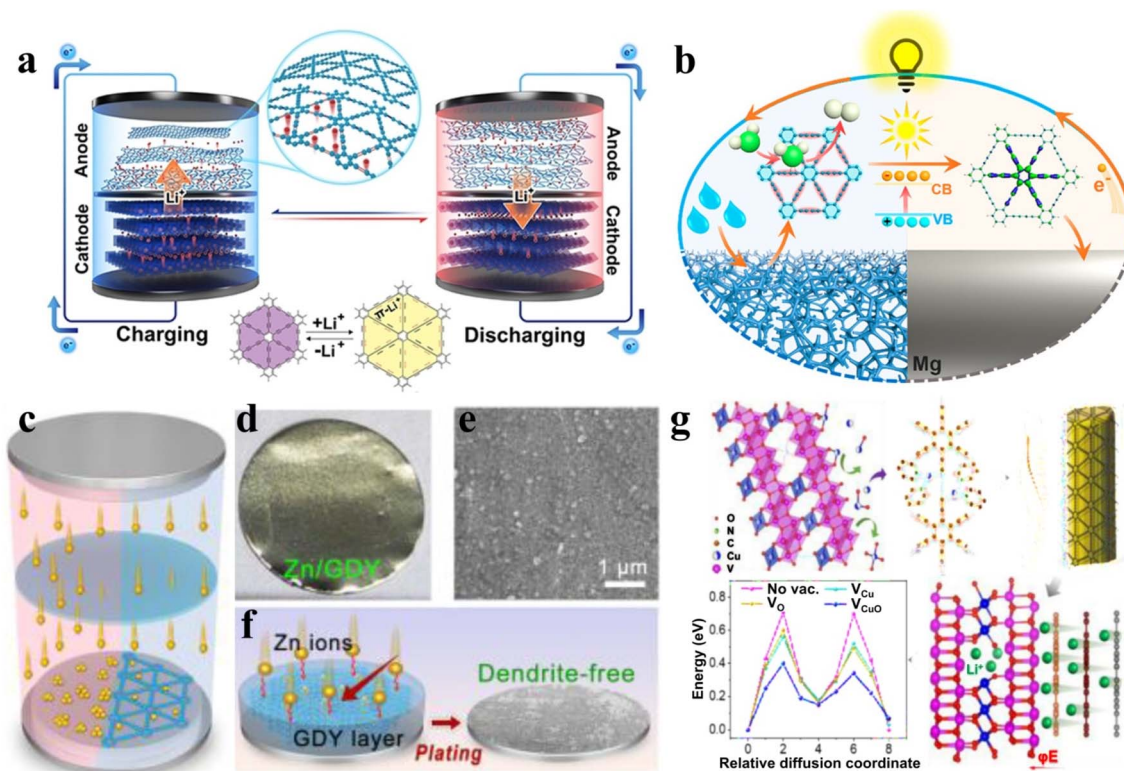 a
e⁻
e⁻
Anode
Cathode
Li⁺
Anode
Cathode
Li⁺
e⁻
e⁻
Charging
Discharging
+Li⁺
-Li⁺
π-Li⁺
b
CB
VB
e⁻
Mg
c
d
Zn/GDY
e
1 μm
f
Zn ions
GDY layer
Plating
Dendrite-free
g
O
N
C
Cu
V
No vac.
V_Cu
V_O
V_CuO
Energy (eV)
0.8
0.6
0.4
0.2
0.0
0 2 4 6 8
Relative diffusion coordinate
Li⁺
φE